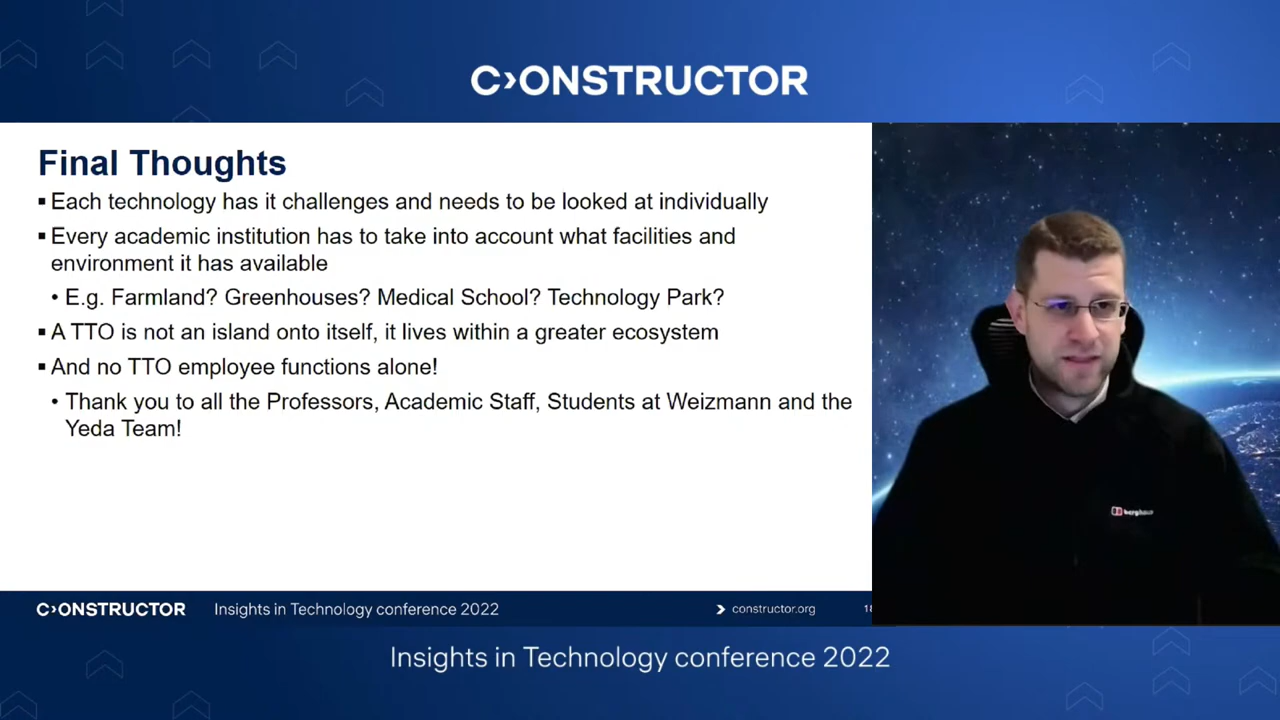 C›ONSTRUCTOR
Final Thoughts
▪ Each technology has it challenges and needs to be looked at individually
▪ Every academic institution has to take into account what facilities and
environment it has available
• E.g. Farmland? Greenhouses? Medical School? Technology Park?
▪ A TTO is not an island onto itself, it lives within a greater ecosystem
▪ And no TTO employee functions alone!
• Thank you to all the Professors, Academic Staff, Students at Weizmann and the
Yeda Team!
berghaus
C›ONSTRUCTOR
Insights in Technology conference 2022
constructor.org
Insights in Technology conference 2022